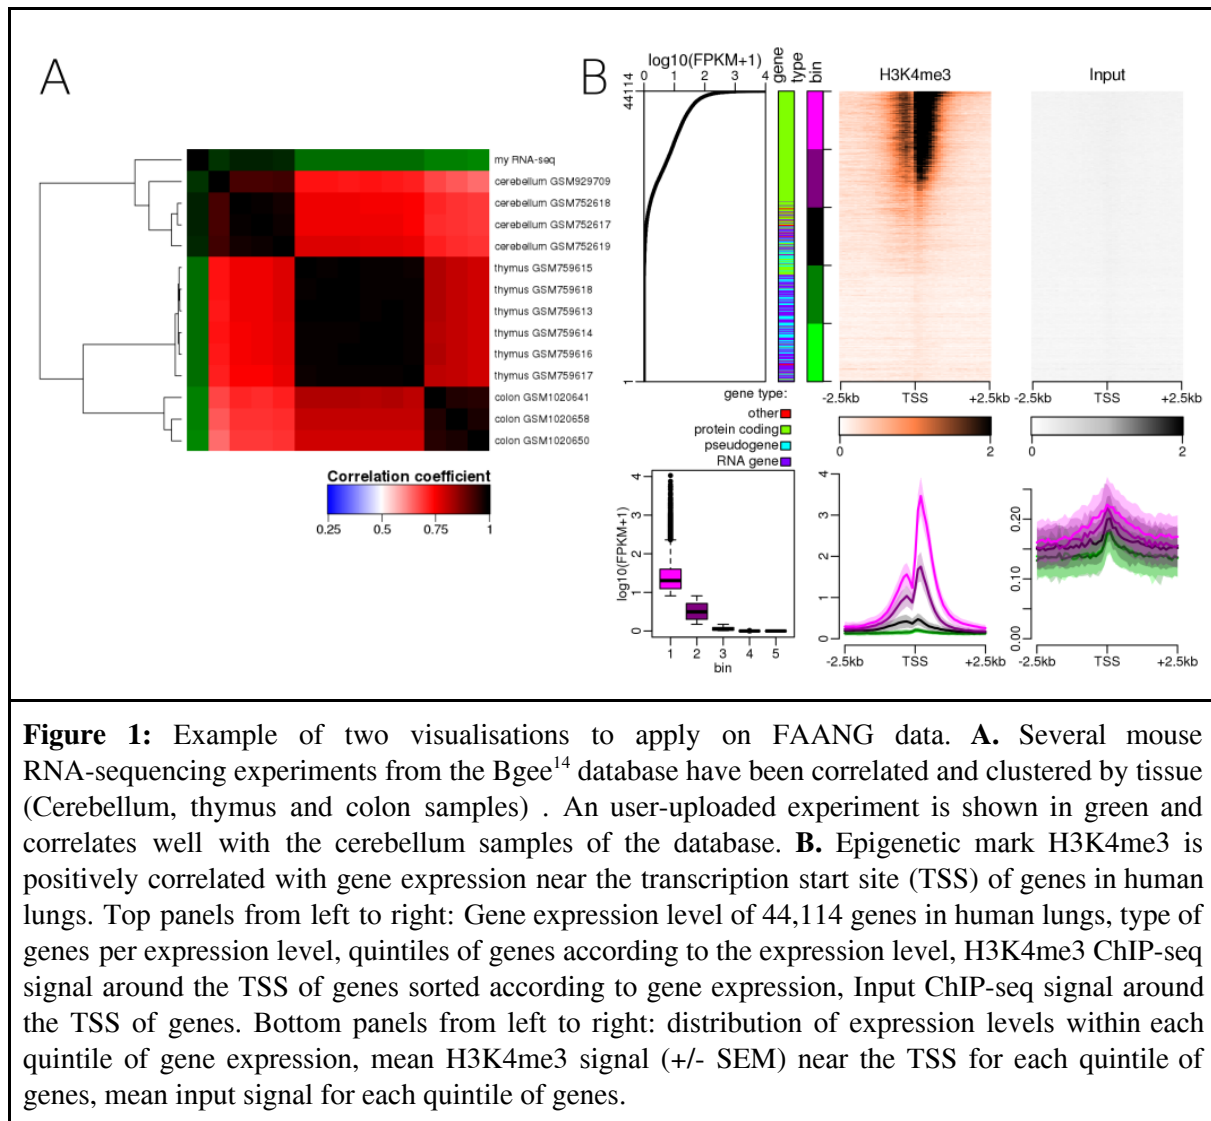 A
my RNA-seq
cerebellum GSM929709
cerebellum GSM752618
cerebellum GSM752617
cerebellum GSM752619
thymus GSM759615
thymus GSM759618
thymus GSM759613
thymus GSM759614
thymus GSM759616
thymus GSM759617
colon GSM1020641
colon GSM1020658
colon GSM1020650
Correlation coefficient
0.25 0.5 0.75 1
B
log10(FPKM+1)
0 1 2 3 4
44114
1
gene type
bin
H3K4me3
Input
-2.5kb TSS +2.5kb
-2.5kb TSS +2.5kb
0 2
0 2
gene type:
other
protein coding
pseudogene
RNA gene
log10(FPKM+1)
4
3
2
1
0
1 2 3 4 5
bin
4
3
2
1
0
-2.5kb TSS +2.5kb
0.20
0.10
0.00
-2.5kb TSS +2.5kb
Figure 1: Example of two visualisations to apply on FAANG data. A. Several mouse
RNA-sequencing experiments from the Bgee14 database have been correlated and clustered by tissue
(Cerebellum, thymus and colon samples) . An user-uploaded experiment is shown in green and
correlates well with the cerebellum samples of the database. B. Epigenetic mark H3K4me3 is
positively correlated with gene expression near the transcription start site (TSS) of genes in human
lungs. Top panels from left to right: Gene expression level of 44,114 genes in human lungs, type of
genes per expression level, quintiles of genes according to the expression level, H3K4me3 ChIP-seq
signal around the TSS of genes sorted according to gene expression, Input ChIP-seq signal around
the TSS of genes. Bottom panels from left to right: distribution of expression levels within each
quintile of gene expression, mean H3K4me3 signal (+/- SEM) near the TSS for each quintile of
genes, mean input signal for each quintile of genes.